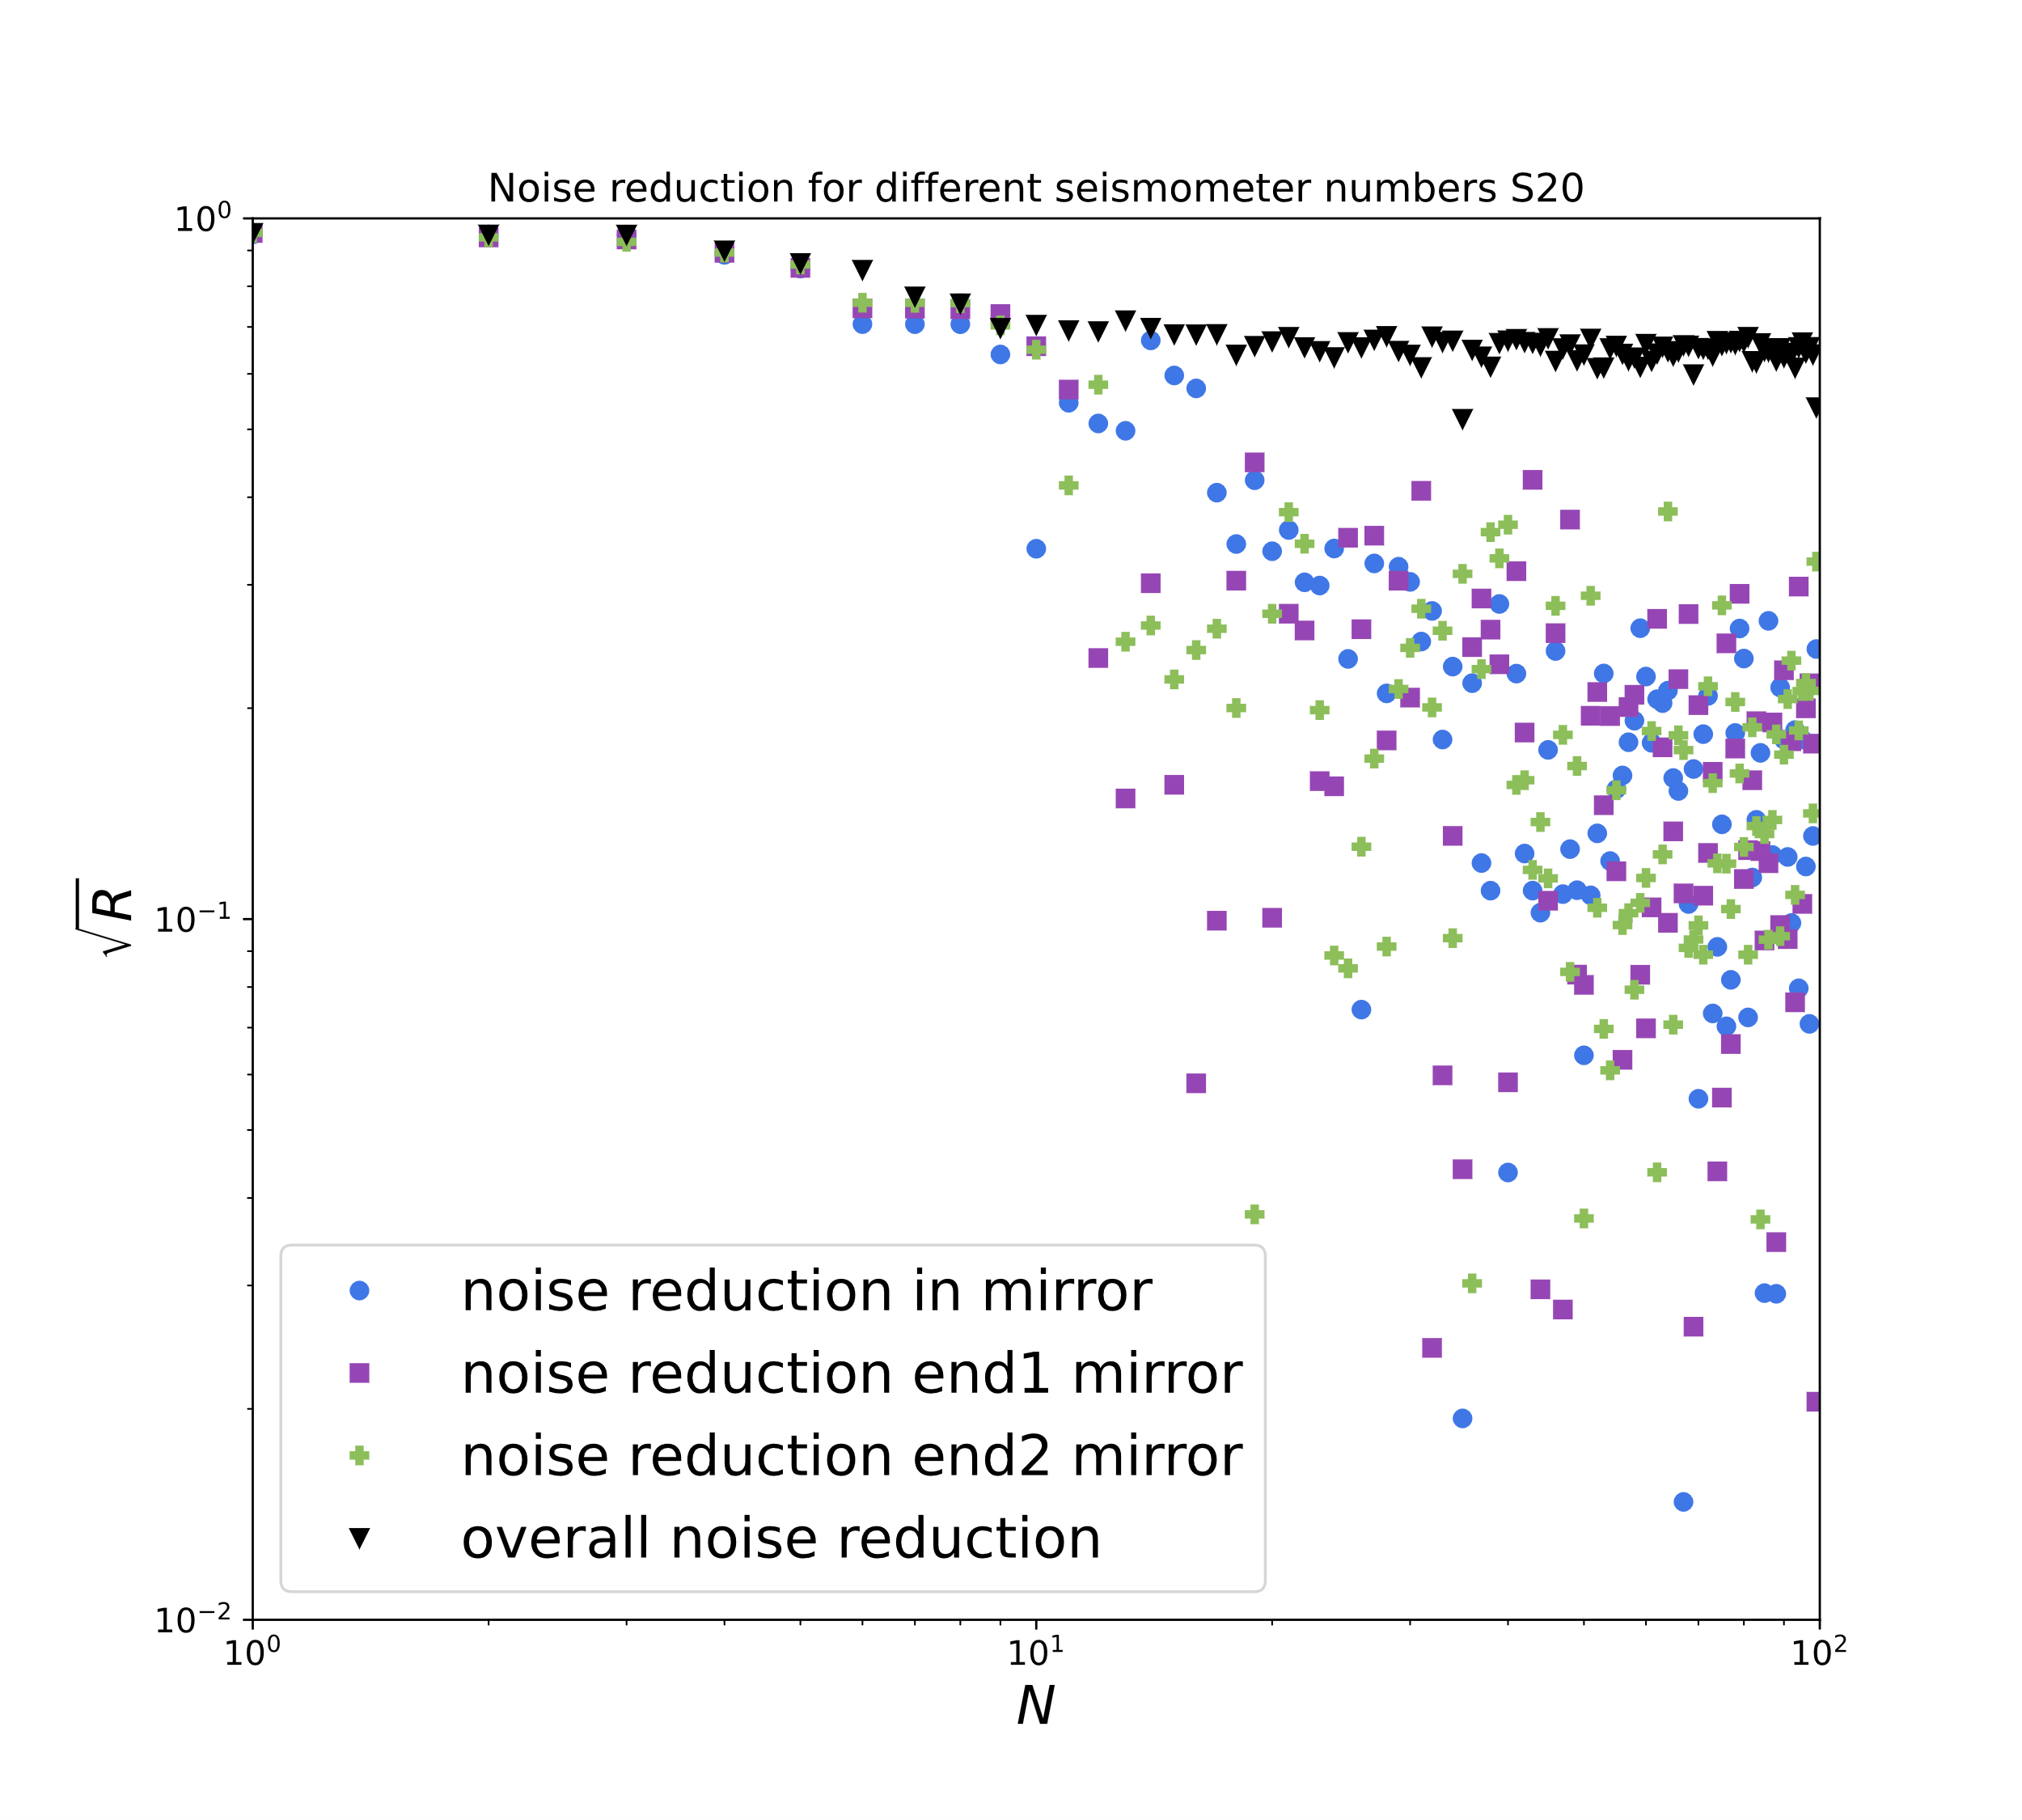 Noise reduction for different seismometer numbers S20
10⁰
10⁻¹
10⁻²
√R
noise reduction in mirror
noise reduction end1 mirror
noise reduction end2 mirror
overall noise reduction
10⁰ 10¹ 10²
N